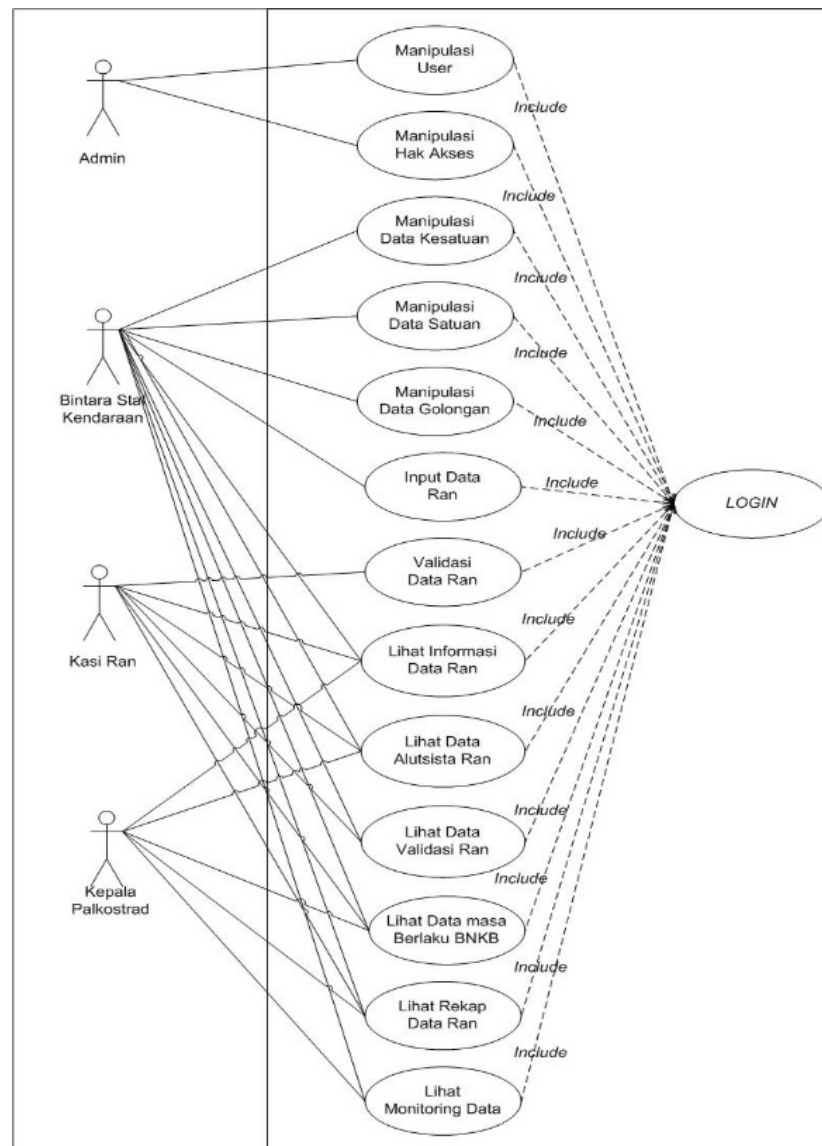 Manipulasi
User
Include
Admin
Manipulasi
Hak Akses
Include
Manipulasi
Data Kesatuan
Include
Bintara Staf
Kendaraan
Manipulasi
Data Satuan
Include
Manipulasi
Data Golongan
Include
Input Data
Ran
Include
LOGIN
Validasi
Data Ran
Include
Kasi Ran
Lihat Informasi
Data Ran
Include
Lihat Data
Alutsista Ran
Include
Kepala
Palkostrad
Lihat Data
Validasi Ran
Include
Lihat Data masa
Berlaku BNKB
Include
Lihat Rekap
Data Ran
Include
Lihat
Monitoring Data
Include